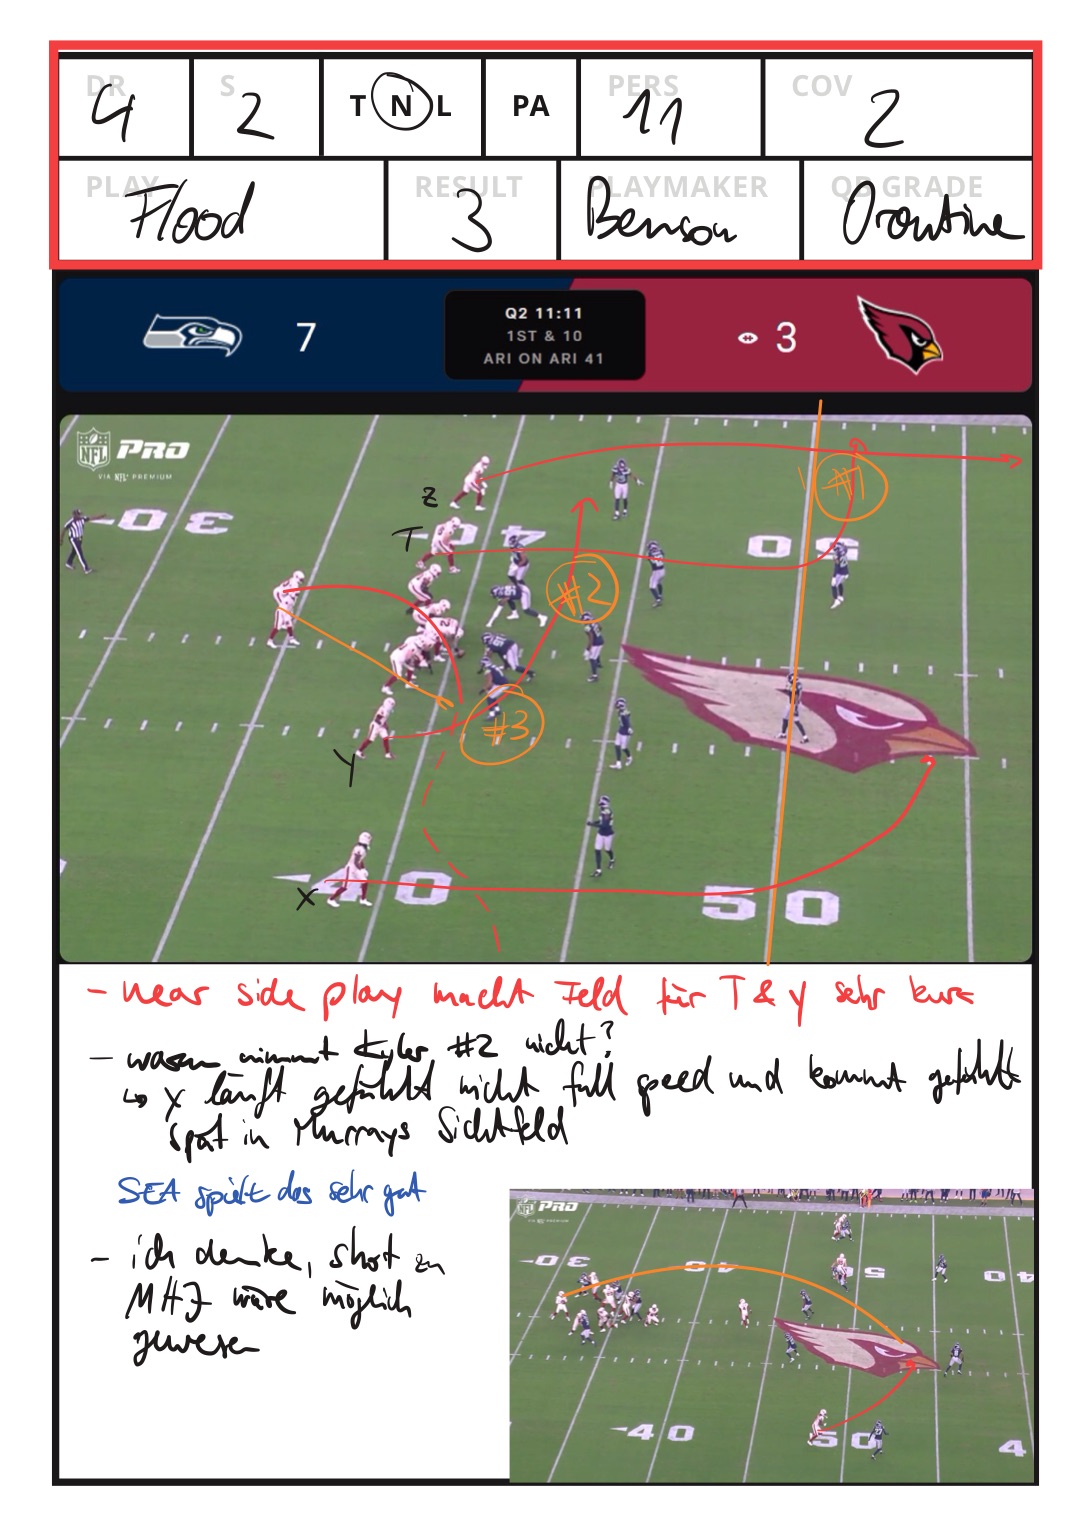 DR 4 S 2 T N L PA PERS 11 COV 2
PLAY Flood RESULT 3 PLAYMAKER Benson QB GRADE Oroutine
7 Q2 11:11 3
1ST & 10
ARI ON ARI 41
NFL PRO
VIA NFL+ PREMIUM
Z
T
30 40 50
#1
#2
#3
Y
X
40 50
- near side play macht Feld für T & Y sehr kurz
- warum nimmt Kyler #2 nicht?
↳ X läuft gefühlt nicht full speed und kommt gefühlt
spät in Murrays Sichtfeld
SEA spielt das sehr gut
- ich denke, shot zu
MHJ wäre möglich
gewesen
NFL PRO
30 40 50 40
40 50 4